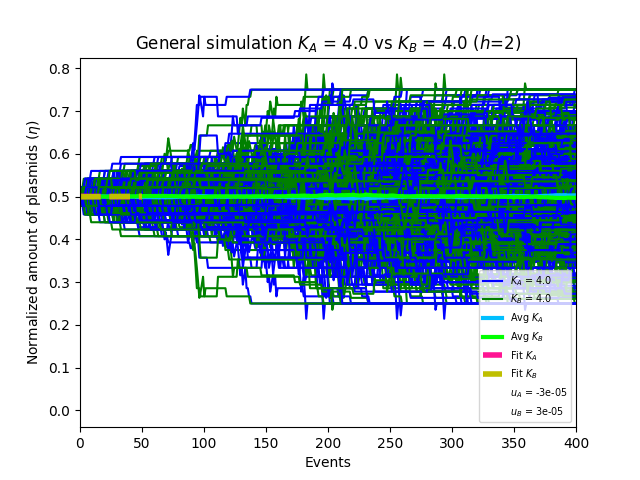 General simulation K_A = 4.0 vs K_B = 4.0 (h=2)
Normalized amount of plasmids (η)
0.8
0.7
0.6
0.5
0.4
0.3
0.2
0.1
0.0
K_A = 4.0
K_B = 4.0
Avg K_A
Avg K_B
Fit K_A
Fit K_B
u_A = -3e-05
u_B = 3e-05
0 50 100 150 200 250 300 350 400
Events